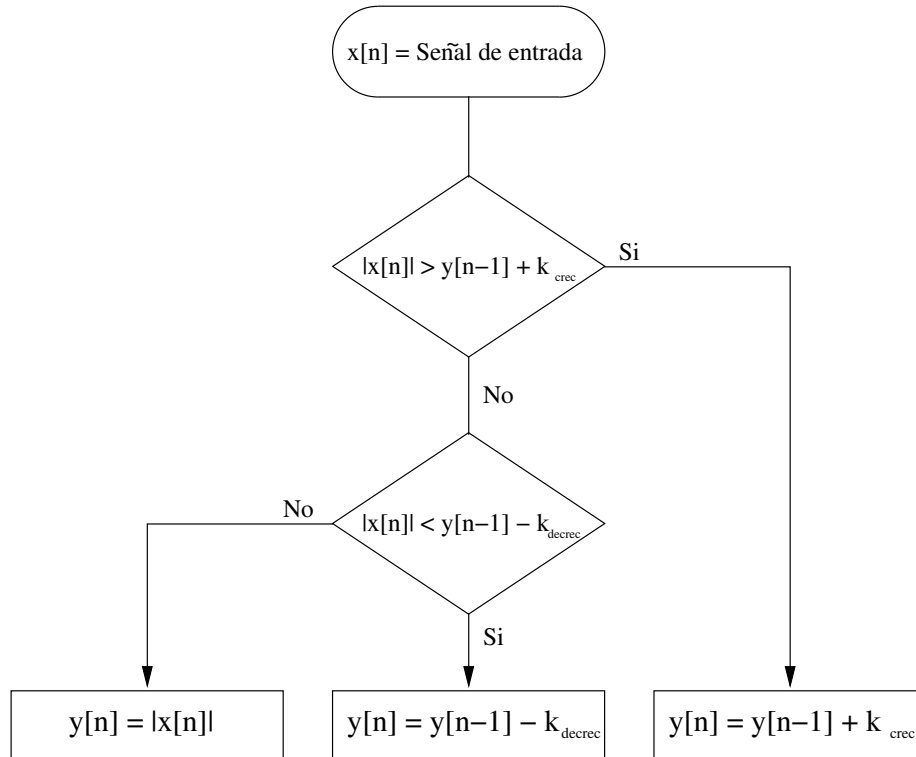 x[n] = Señal de entrada
|x[n]| > y[n−1] + k crec
Si
No
|x[n]| < y[n−1] − k decrec
No
Si
y[n] = |x[n]|
y[n] = y[n−1] − k decrec
y[n] = y[n−1] + k crec